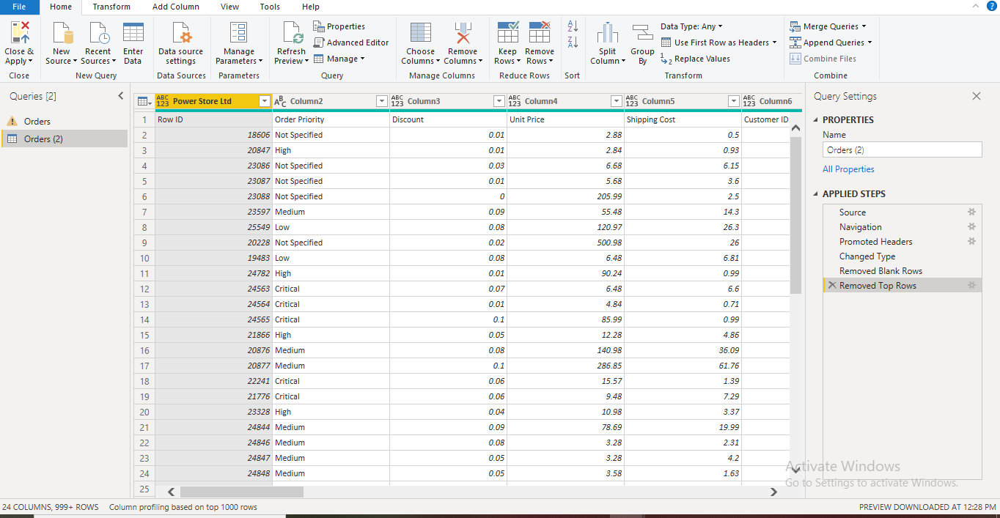 File Home Transform Add Column View Tools Help
Close & Apply
Close
New Source
Recent Sources
Enter Data
New Query
Data source settings
Data Sources
Manage Parameters
Parameters
Refresh Preview
Properties
Advanced Editor
Manage
Query
Choose Columns
Remove Columns
Manage Columns
Keep Rows
Remove Rows
Reduce Rows
Sort
Split Column
Group By
Data Type: Any
Use First Row as Headers
Replace Values
Transform
Merge Queries
Append Queries
Combine Files
Combine
Queries [2]
Orders
Orders (2)
ABC 123 Power Store Ltd ABC Column2 ABC 123 Column3 ABC 123 Column4 ABC 123 Column5 ABC 123 Column6
1 Row ID Order Priority Discount Unit Price Shipping Cost Customer ID
2 18606 Not Specified 0.01 2.88 0.5
3 20847 High 0.01 2.84 0.93
4 23086 Not Specified 0.03 6.68 6.15
5 23087 Not Specified 0.01 5.68 3.6
6 23088 Not Specified 0 205.99 2.5
7 23597 Medium 0.09 55.48 14.3
8 25549 Low 0.08 120.97 26.3
9 20228 Not Specified 0.02 500.98 26
10 19483 Low 0.08 6.48 6.81
11 24782 High 0.01 90.24 0.99
12 24563 Critical 0.07 6.48 6.6
13 24564 Critical 0.01 4.84 0.71
14 24565 Critical 0.1 85.99 0.99
15 21866 High 0.05 12.28 4.86
16 20876 Medium 0.08 140.98 36.09
17 20877 Medium 0.1 286.85 61.76
18 22241 Critical 0.06 15.57 1.39
19 21776 Critical 0.06 9.48 7.29
20 23328 High 0.04 10.98 3.37
21 24844 Medium 0.09 78.69 19.99
22 24846 Medium 0.08 3.28 2.31
23 24847 Medium 0.05 3.28 4.2
24 24848 Medium 0.05 3.58 1.63
25
Query Settings
PROPERTIES
Name
Orders (2)
All Properties
APPLIED STEPS
Source
Navigation
Promoted Headers
Changed Type
Removed Blank Rows
Removed Top Rows
Activate Windows
Go to Settings to activate Windows.
24 COLUMNS, 999+ ROWS Column profiling based on top 1000 rows PREVIEW DOWNLOADED AT 12:28 PM